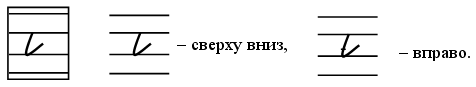 – сверху вниз,
– вправо.